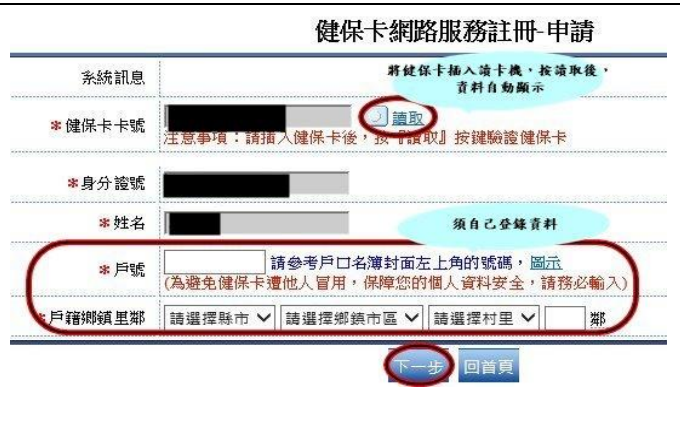 健保卡網路服務註冊-申請
系統訊息
將健保卡插入讀卡機，按讀取後，
資料自動顯示
*健保卡卡號 讀取
注意事項：請插入健保卡後，按『讀取』按鍵驗證健保卡
*身分證號
*姓名 須自己登錄資料
*戶號 請參考戶口名簿封面左上角的號碼，圖示
(為避免健保卡遭他人冒用，保障您的個人資料安全，請務必輸入)
*戶籍鄉鎮里鄰 請選擇縣市 請選擇鄉鎮市區 請選擇村里 鄰
下一步 回首頁